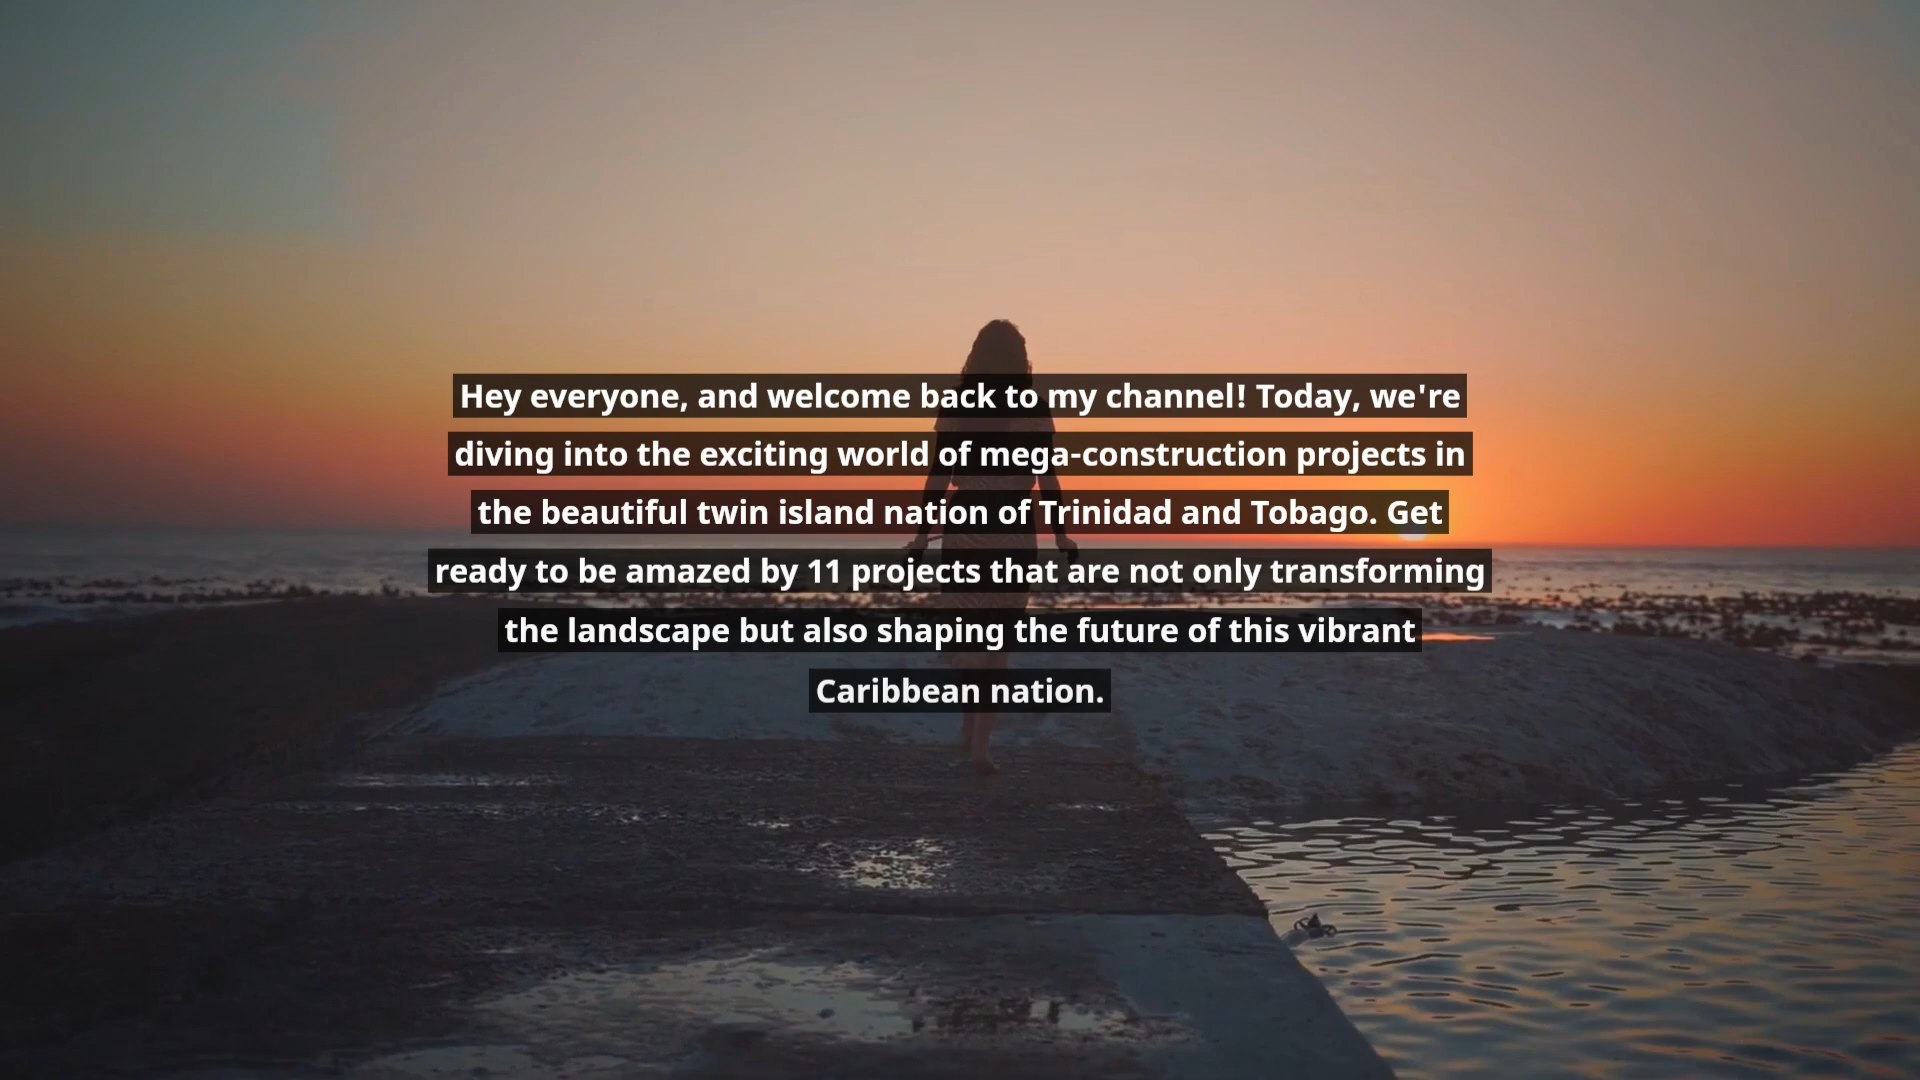 Hey everyone, and welcome back to my channel! Today, we're
diving into the exciting world of mega-construction projects in
the beautiful twin island nation of Trinidad and Tobago. Get
ready to be amazed by 11 projects that are not only transforming
the landscape but also shaping the future of this vibrant
Caribbean nation.